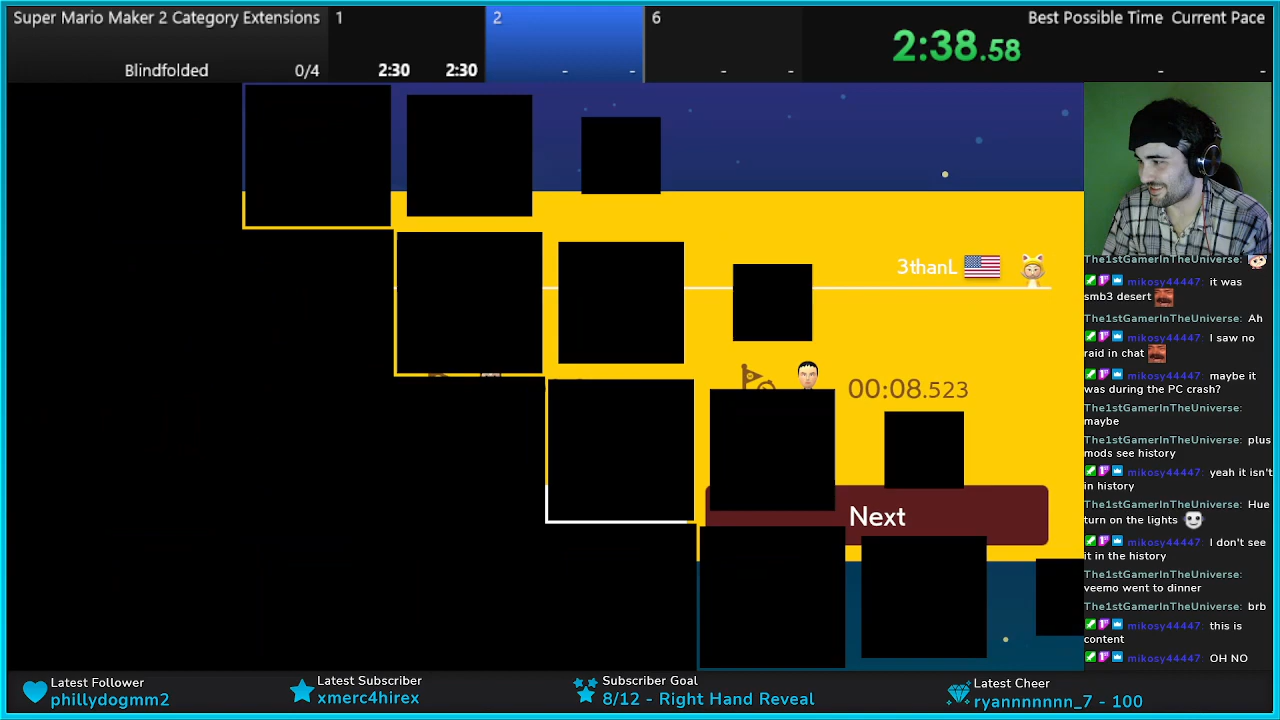 Super Mario Maker 2 Category Extensions
Blindfolded 0/4
1
2:30 2:30
2
- -
6
- -
2:38.58
Best Possible Time Current Pace
- -
3thanL
00:08.523
Next
The1stGamerInTheUniverse:
mikosy44447: it was
smb3 desert
The1stGamerInTheUniverse: Ah
mikosy44447: I saw no
raid in chat
mikosy44447: maybe it
was during the PC crash?
The1stGamerInTheUniverse:
maybe
The1stGamerInTheUniverse: plus
mods see history
mikosy44447: yeah it isn't
in history
The1stGamerInTheUniverse: Hue
turn on the lights
mikosy44447: I don't see
it in the history
The1stGamerInTheUniverse:
veemo went to dinner
The1stGamerInTheUniverse: brb
mikosy44447: this is
content
mikosy44447: OH NO
Latest Follower
phillydogmm2
Latest Subscriber
xmerc4hirex
Subscriber Goal
8/12 - Right Hand Reveal
Latest Cheer
ryannnnnnn_7 - 100